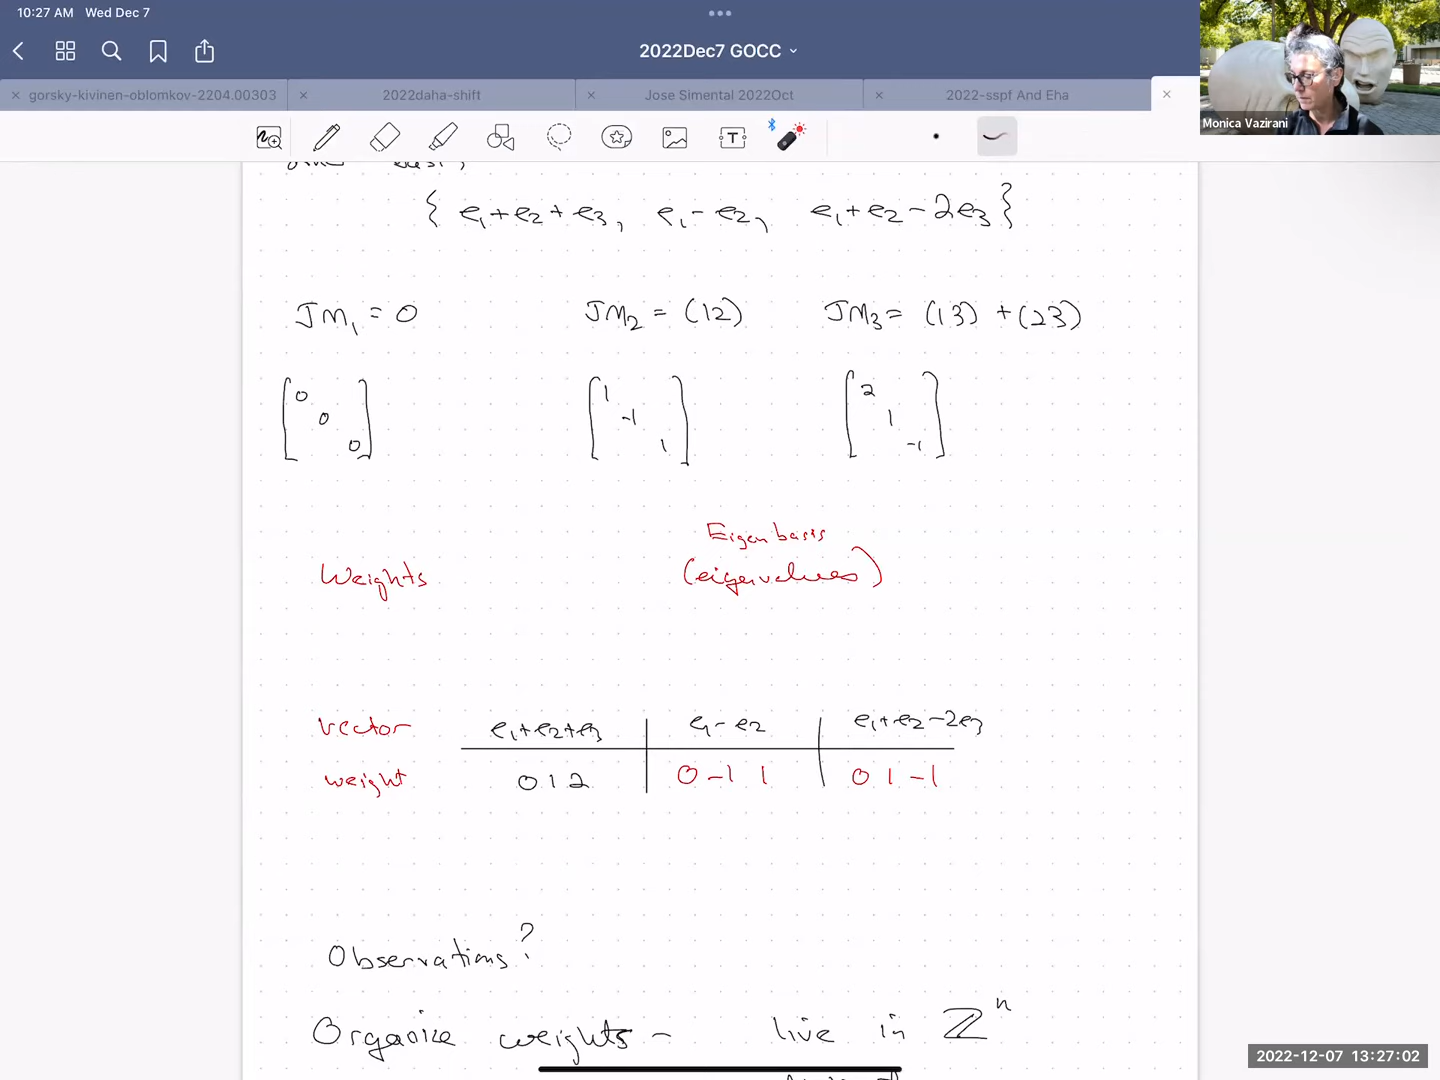 10:27 AM Wed Dec 7
2022Dec7 GOCC
gorsky-kivinen-oblomkov-2204.00303
2022daha-shift
Jose Simental 2022Oct
2022-sspf And Eha
Monica Vazirani
{ e₁+e₂+e₃, e₁-e₂, e₁+e₂-2e₃ }
JM₁ = 0 JM₂ = (12) JM₃ = (13) + (23)
[0 0 0] [1 -1 1] [2 1 -1]
Eigenbasis
Weights (eigenvalues)
vector e₁+e₂+e₃ e₁-e₂ e₁+e₂-2e₃
weight 0 1 2 0 -1 1 0 1 -1
Observations?
Organize weights - live in ℤⁿ
2022-12-07 13:27:02